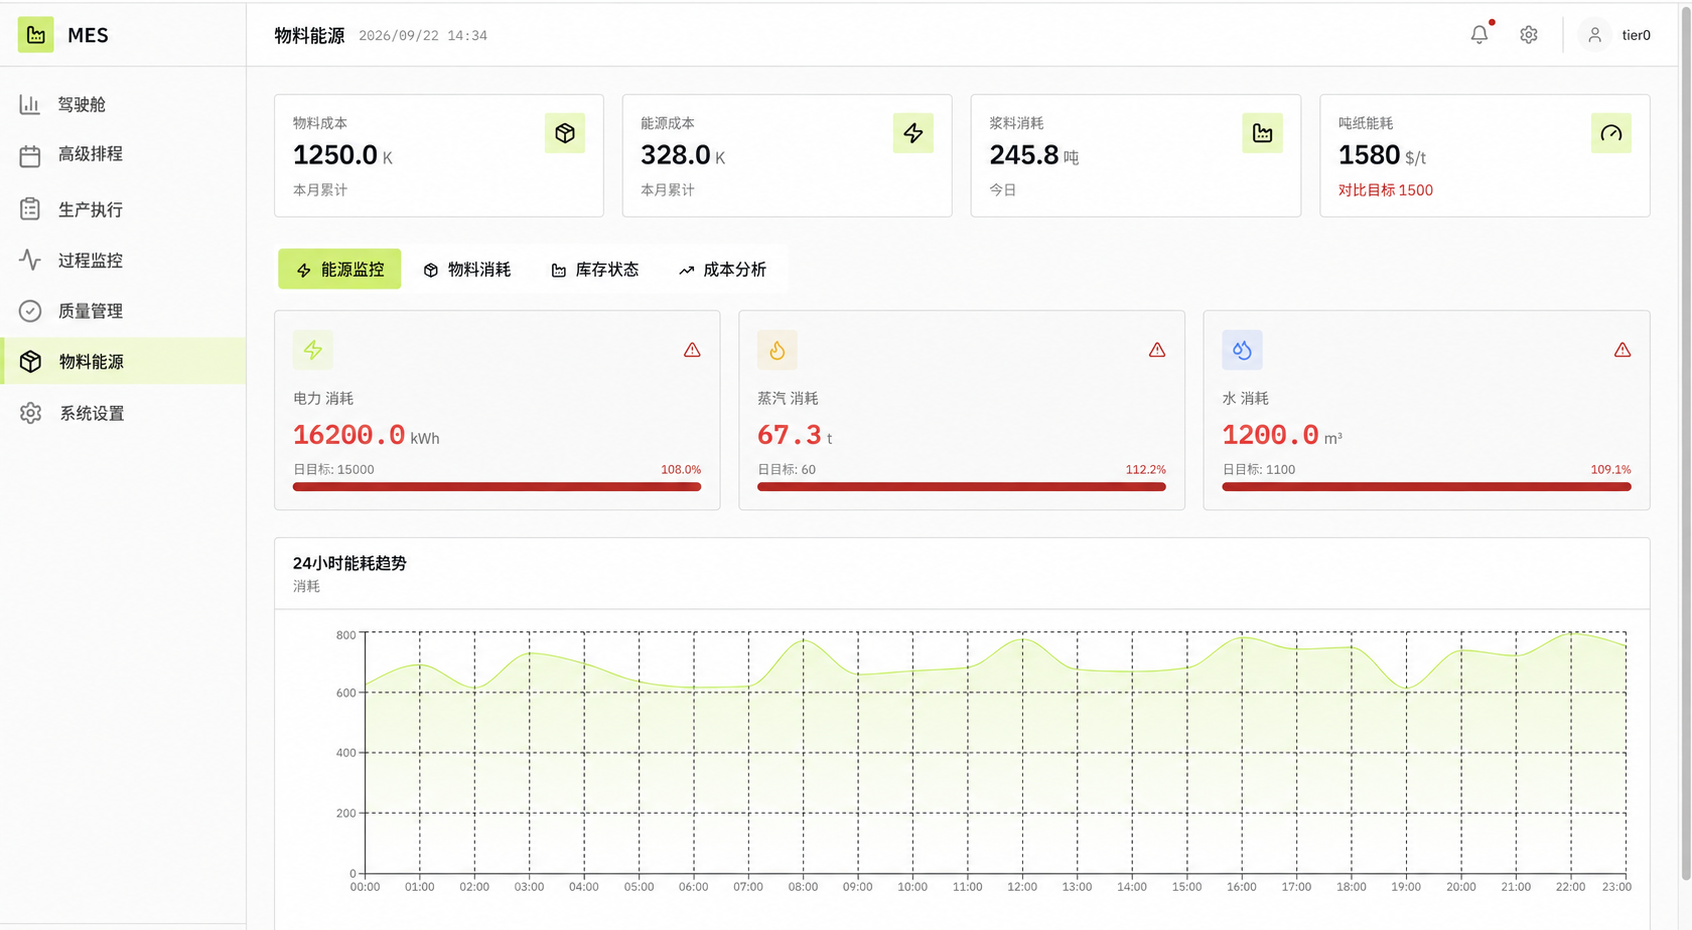 MES
物料能源 2026/09/22 14:34
tier0
驾驶舱
高级排程
生产执行
过程监控
质量管理
物料能源
系统设置
物料成本
1250.0 K
本月累计
能源成本
328.0 K
本月累计
浆料消耗
245.8 吨
今日
吨纸能耗
1580 $/t
对比目标 1500
能源监控 物料消耗 库存状态 成本分析
电力 消耗
16200.0 kWh
日目标: 15000 108.0%
蒸汽 消耗
67.3 t
日目标: 60 112.2%
水 消耗
1200.0 m³
日目标: 1100 109.1%
24小时能耗趋势
消耗
800
600
400
200
0
00:00 01:00 02:00 03:00 04:00 05:00 06:00 07:00 08:00 09:00 10:00 11:00 12:00 13:00 14:00 15:00 16:00 17:00 18:00 19:00 20:00 21:00 22:00 23:00